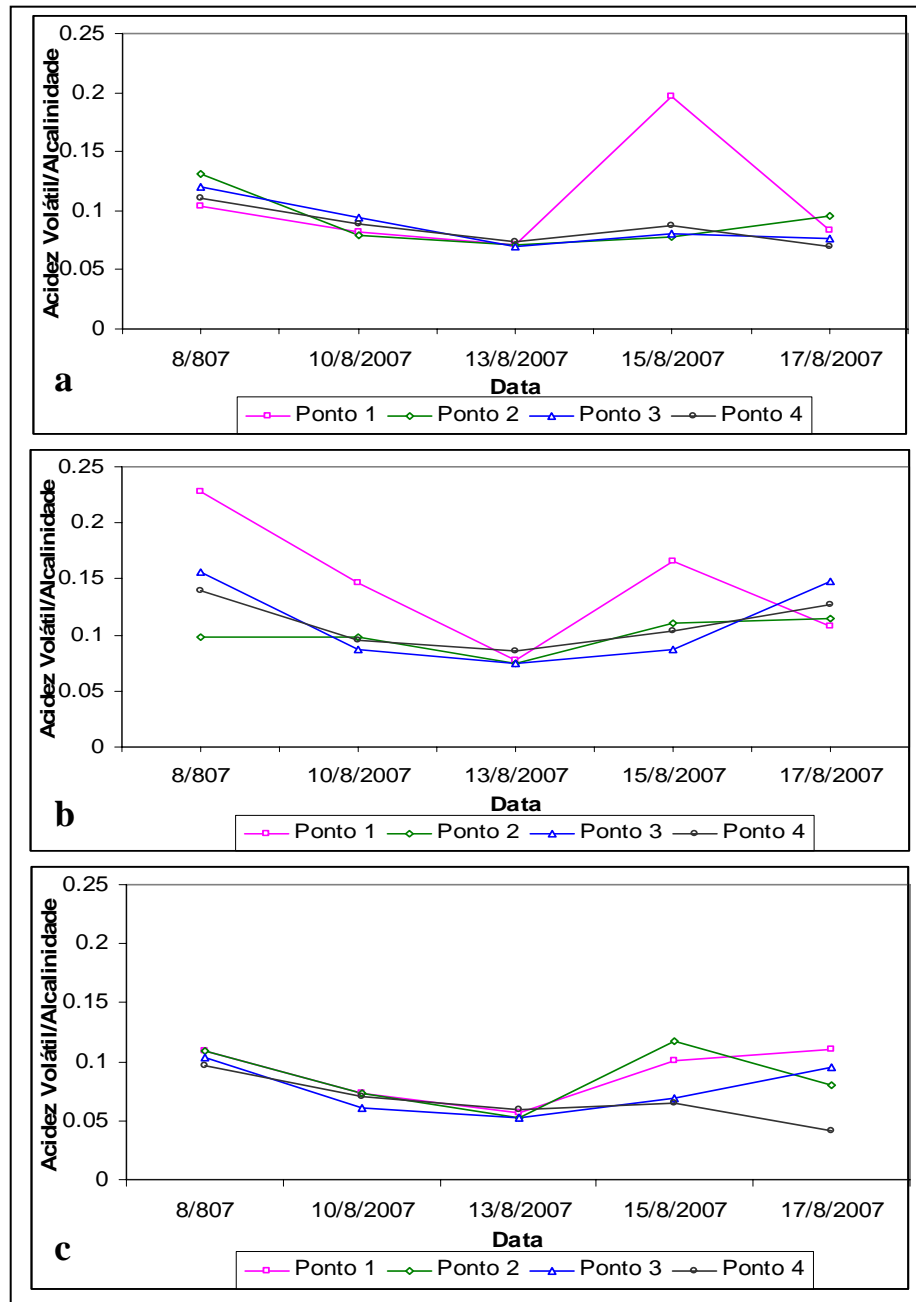 0.25
0.2
0.15
0.1
0.05
0
Acidez Volátil/Alcalinidade
8/807 10/8/2007 13/8/2007 15/8/2007 17/8/2007
a
Data
Ponto 1 Ponto 2 Ponto 3 Ponto 4
0.25
0.2
0.15
0.1
0.05
0
Acidez Volátil/Alcalinidade
8/807 10/8/2007 13/8/2007 15/8/2007 17/8/2007
b
Data
Ponto 1 Ponto 2 Ponto 3 Ponto 4
0.25
0.2
0.15
0.1
0.05
0
Acidez Volátil/Alcalinidade
8/807 10/8/2007 13/8/2007 15/8/2007 17/8/2007
c
Data
Ponto 1 Ponto 2 Ponto 3 Ponto 4